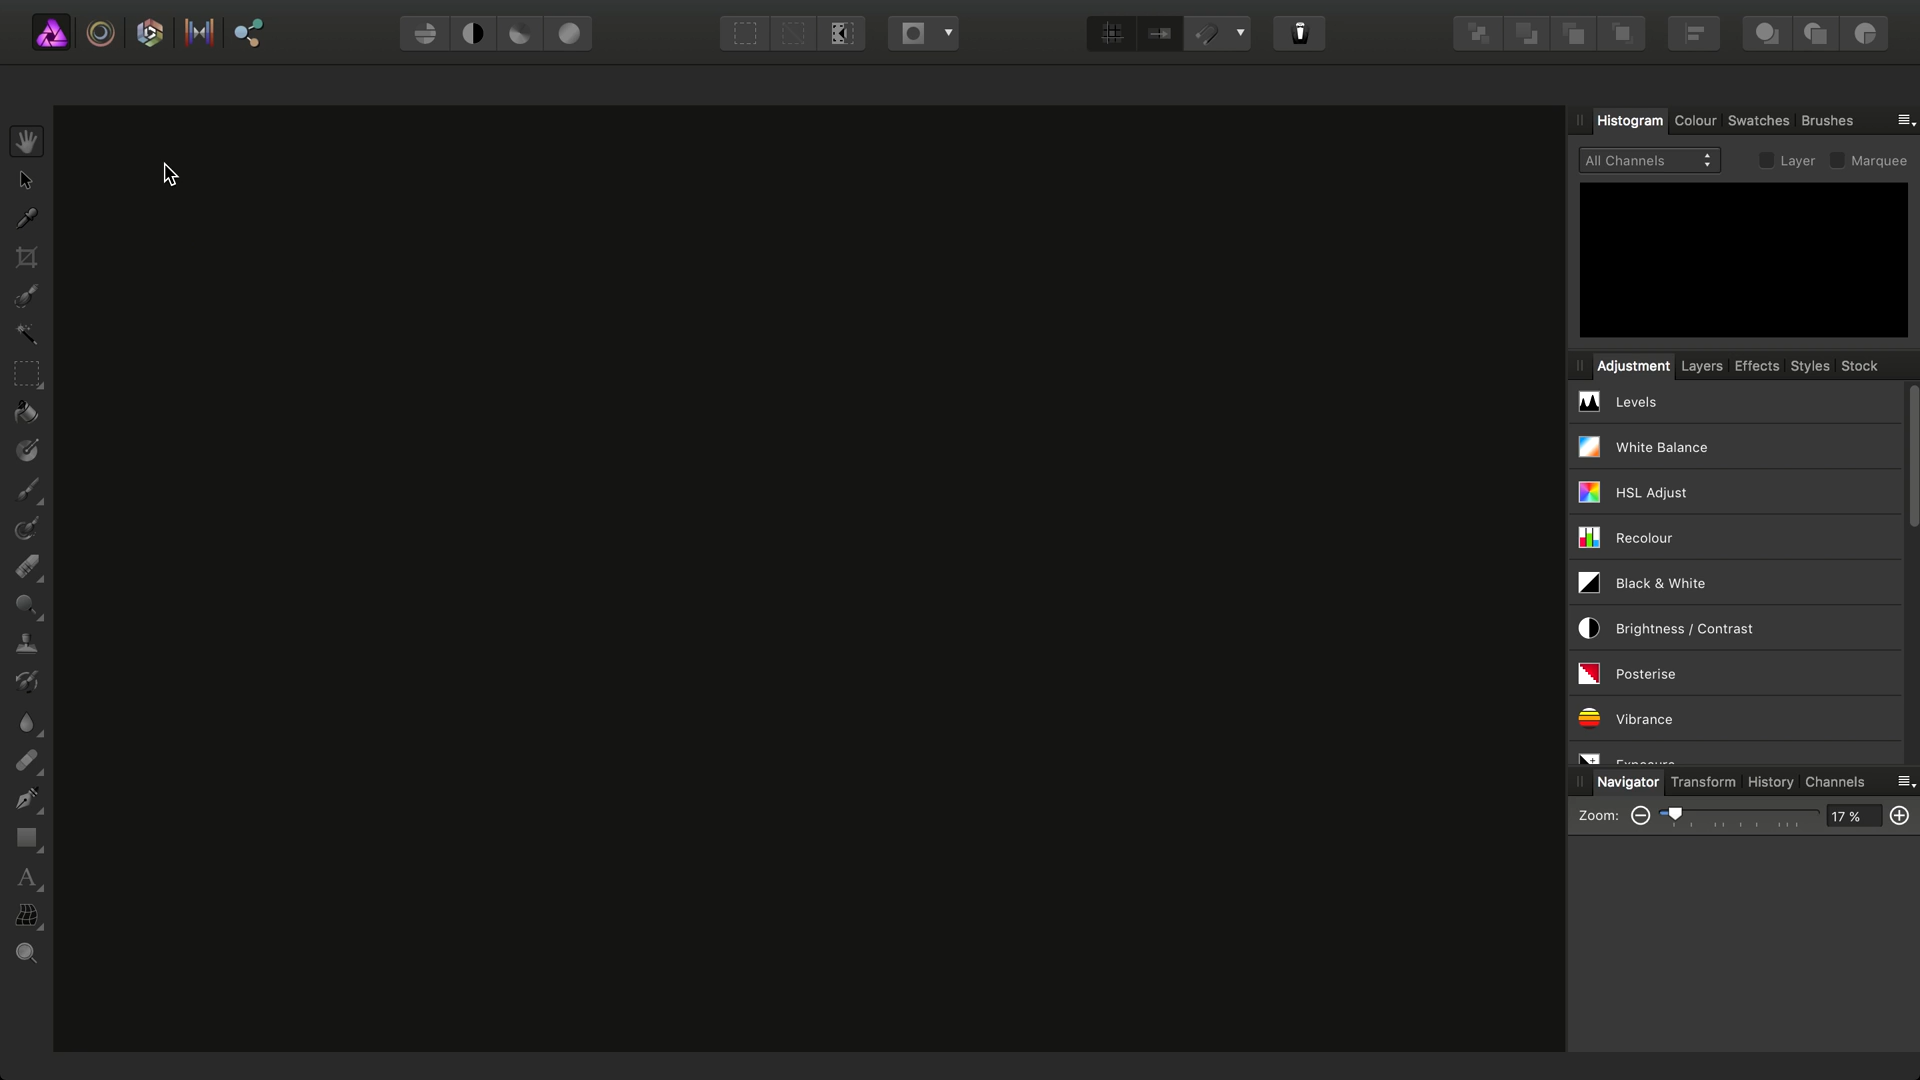 Histogram Colour Swatches Brushes
All Channels Layer Marquee
Adjustment Layers Effects Styles Stock
Levels
White Balance
HSL Adjust
Recolour
Black & White
Brightness / Contrast
Posterise
Vibrance
Exposure
Navigator Transform History Channels
Zoom: 17 %